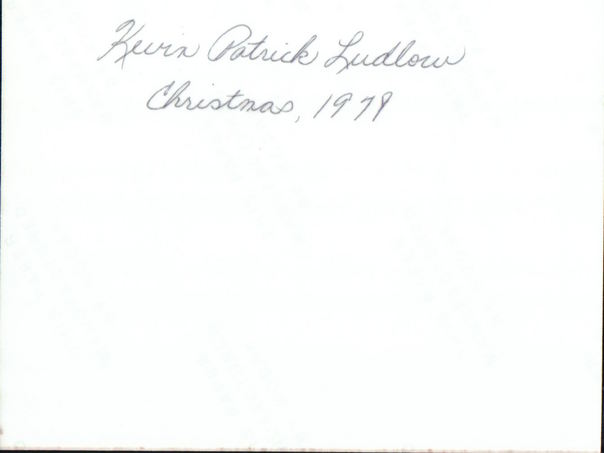 Kevin Patrick Ludlow
Christmas, 1979